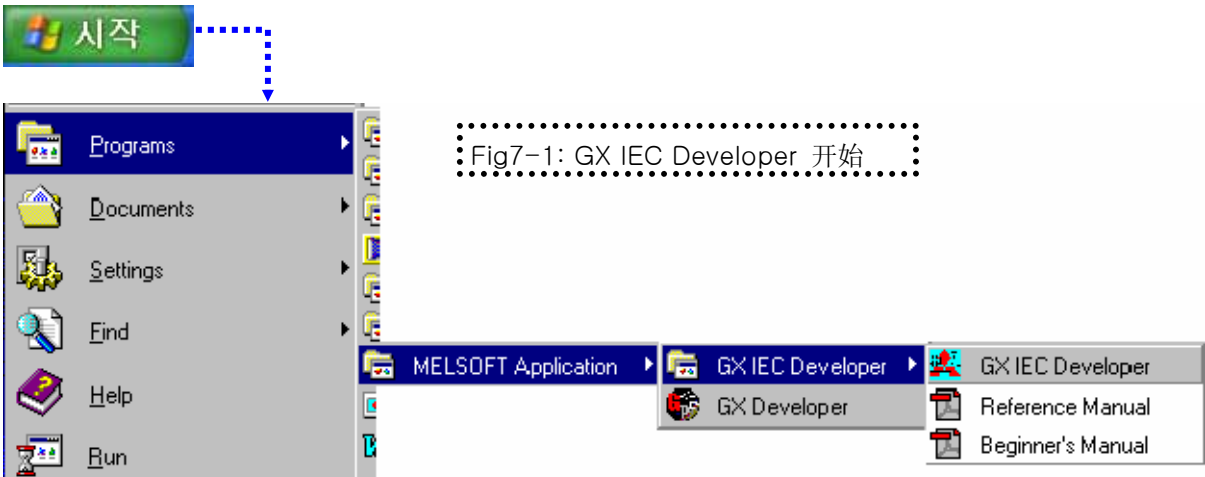 시작
Programs
Fig7-1: GX IEC Developer 开始
Documents
Settings
Find
MELSOFT Application
GX IEC Developer
GX IEC Developer
Help
GX Developer
Reference Manual
Run
Beginner's Manual